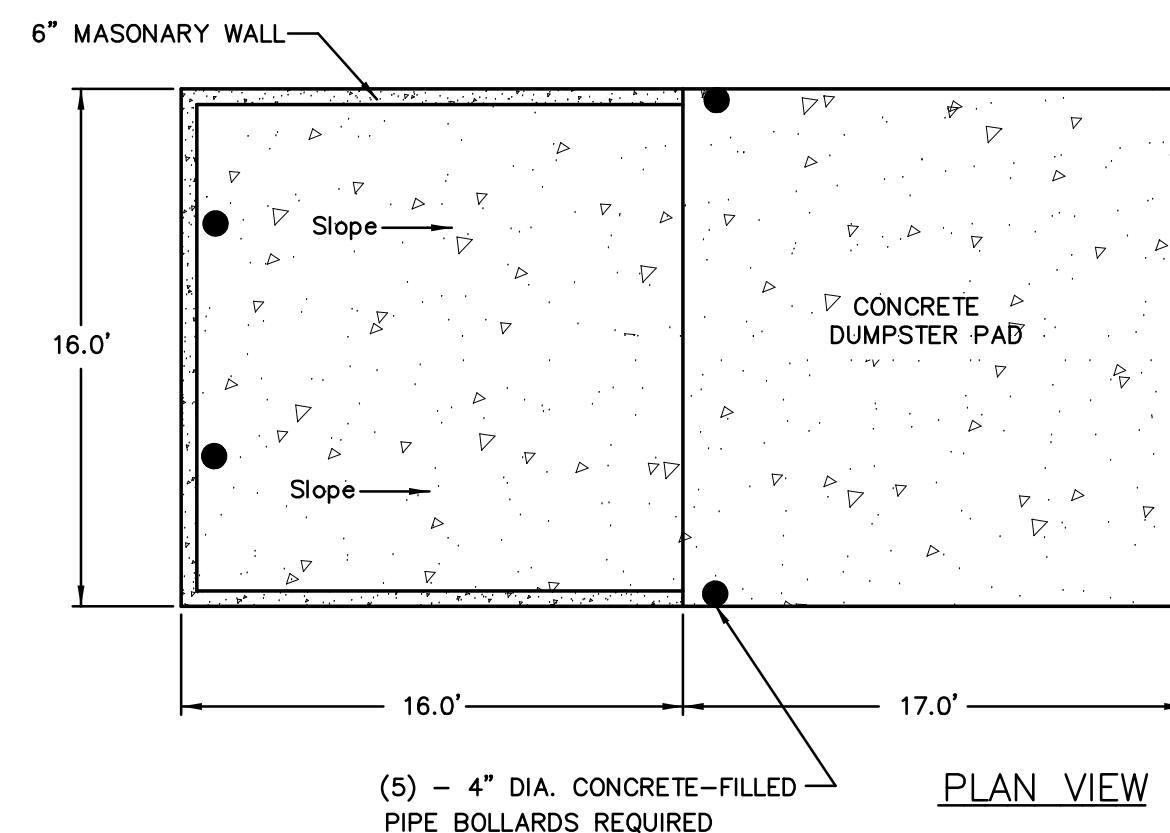 6” MASONARY WALL
Slope
CONCRETE
DUMPSTER PAD
16.0'
Slope
16.0'
17.0'
(5) – 4” DIA. CONCRETE–FILLED
PIPE BOLLARDS REQUIRED
PLAN VIEW